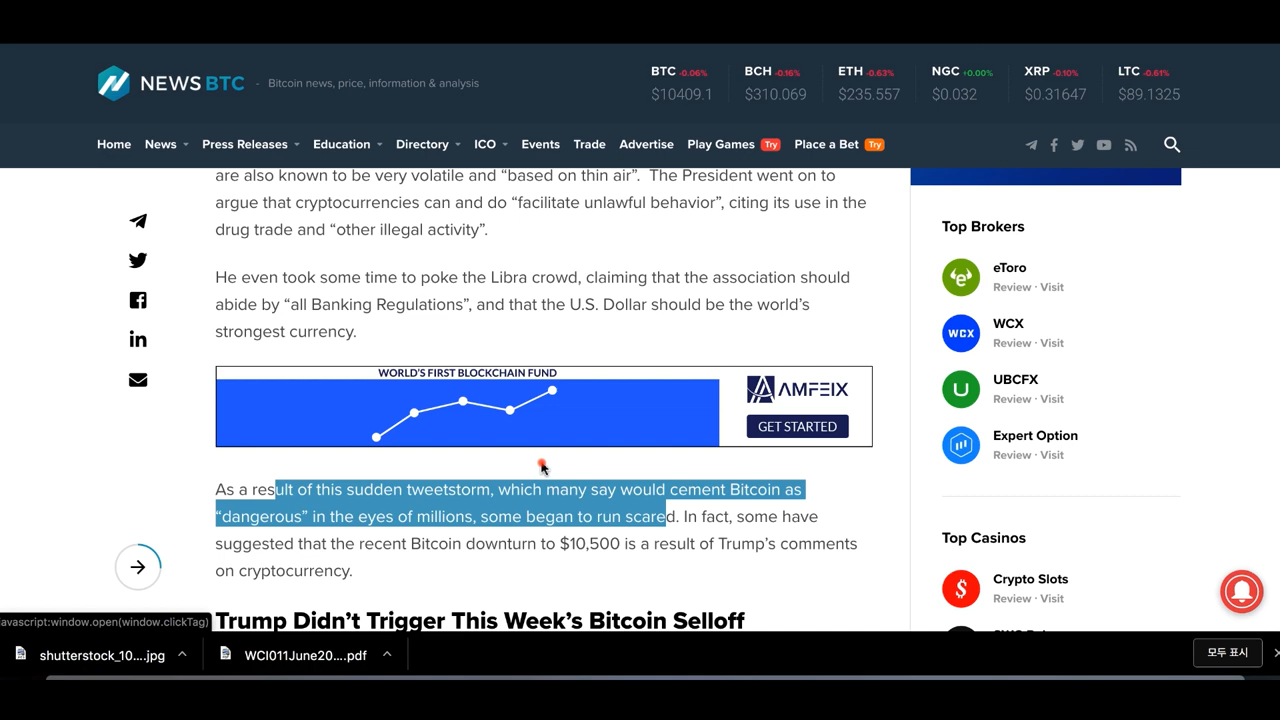 NEWS BTC - Bitcoin news, price, information & analysis
BTC -0.06% BCH -0.16% ETH -0.63% NGC +0.00% XRP -0.10% LTC -0.61%
$10409.1 $310.069 $235.557 $0.032 $0.31647 $89.1325
Home News Press Releases Education Directory ICO Events Trade Advertise Play Games Try Place a Bet Try
are also known to be very volatile and “based on thin air”. The President went on to
argue that cryptocurrencies can and do “facilitate unlawful behavior”, citing its use in the
drug trade and “other illegal activity”.
He even took some time to poke the Libra crowd, claiming that the association should
abide by “all Banking Regulations”, and that the U.S. Dollar should be the world’s
strongest currency.
WORLD'S FIRST BLOCKCHAIN FUND
AMFEIX
GET STARTED
As a result of this sudden tweetstorm, which many say would cement Bitcoin as
“dangerous” in the eyes of millions, some began to run scared. In fact, some have
suggested that the recent Bitcoin downturn to $10,500 is a result of Trump’s comments
on cryptocurrency.
Trump Didn’t Trigger This Week’s Bitcoin Selloff
Top Brokers
eToro
Review · Visit
WCX
WCX
Review · Visit
UBCFX
Review · Visit
Expert Option
Review · Visit
Top Casinos
Crypto Slots
Review · Visit
avascript:window.open(window.clickTag)
shutterstock_10....jpg
WCI011June20....pdf
모두 표시